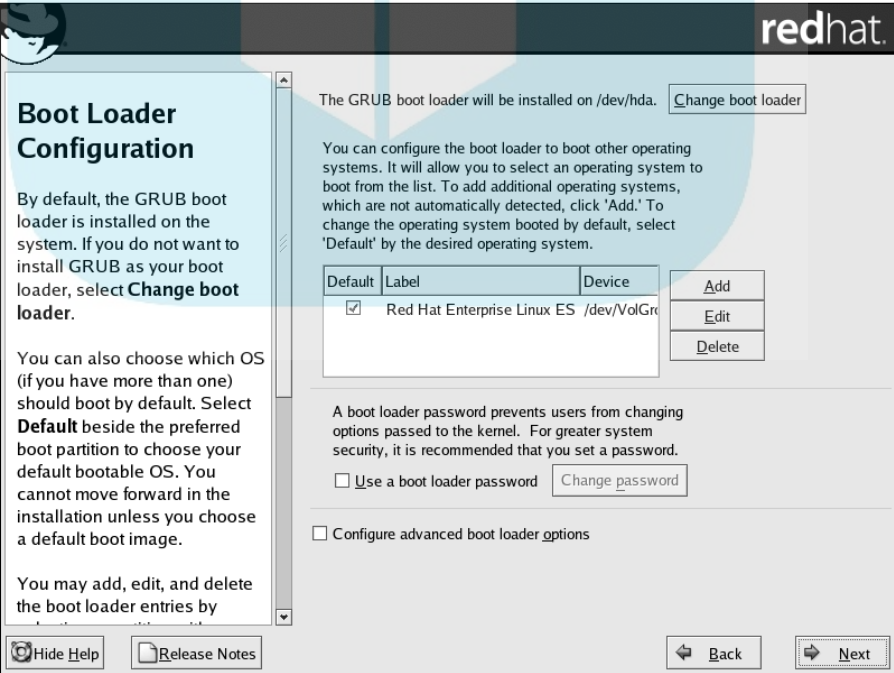 redhat.
Boot Loader
Configuration
By default, the GRUB boot
loader is installed on the
system. If you do not want to
install GRUB as your boot
loader, select Change boot
loader.
You can also choose which OS
(if you have more than one)
should boot by default. Select
Default beside the preferred
boot partition to choose your
default bootable OS. You
cannot move forward in the
installation unless you choose
a default boot image.
You may add, edit, and delete
the boot loader entries by
The GRUB boot loader will be installed on /dev/hda.
Change boot loader
You can configure the boot loader to boot other operating
systems. It will allow you to select an operating system to
boot from the list. To add additional operating systems,
which are not automatically detected, click 'Add.' To
change the operating system booted by default, select
'Default' by the desired operating system.
Default Label Device
Red Hat Enterprise Linux ES /dev/VolGr
Add
Edit
Delete
A boot loader password prevents users from changing
options passed to the kernel. For greater system
security, it is recommended that you set a password.
Use a boot loader password
Change password
Configure advanced boot loader options
Hide Help
Release Notes
Back
Next